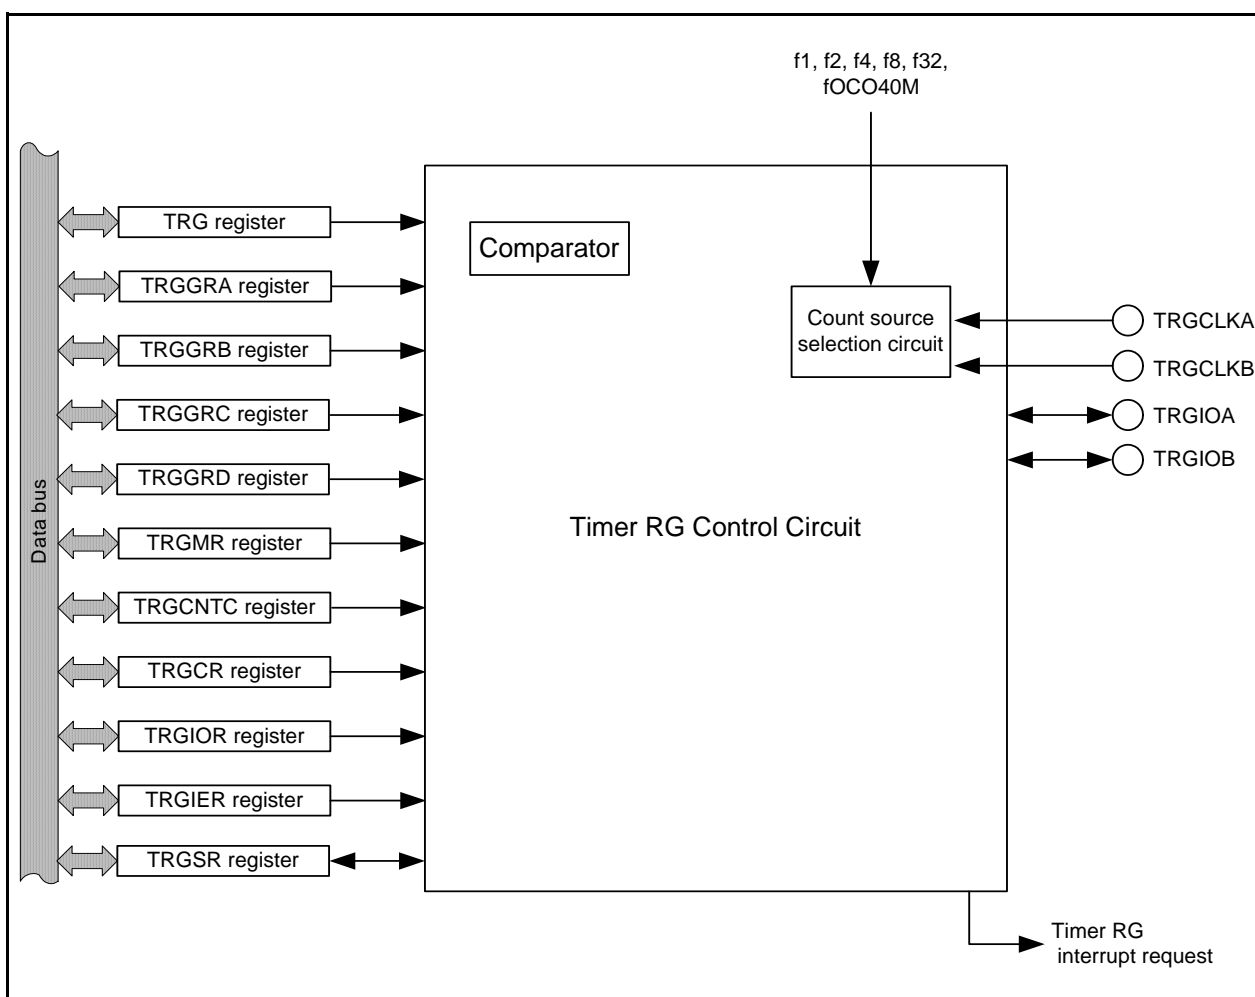 f1, f2, f4, f8, f32,
fOCO40M
Data bus
TRG register
TRGGRA register
TRGGRB register
TRGGRC register
TRGGRD register
TRGMR register
TRGCNTC register
TRGCR register
TRGIOR register
TRGIER register
TRGSR register
Comparator
Count source
selection circuit
Timer RG Control Circuit
TRGCLKA
TRGCLKB
TRGIOA
TRGIOB
Timer RG
interrupt request